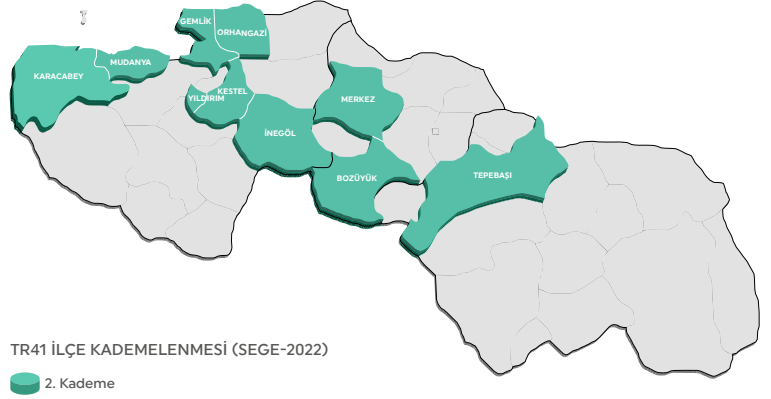 GEMLİK
ORHANGAZİ
MUDANYA
KARACABEY
KESTEL
YILDIRIM
MERKEZ
İNEGÖL
BOZÜYÜK
TEPEBAŞI
TR41 İLÇE KADEMELENMESİ (SEGE-2022)
2. Kademe